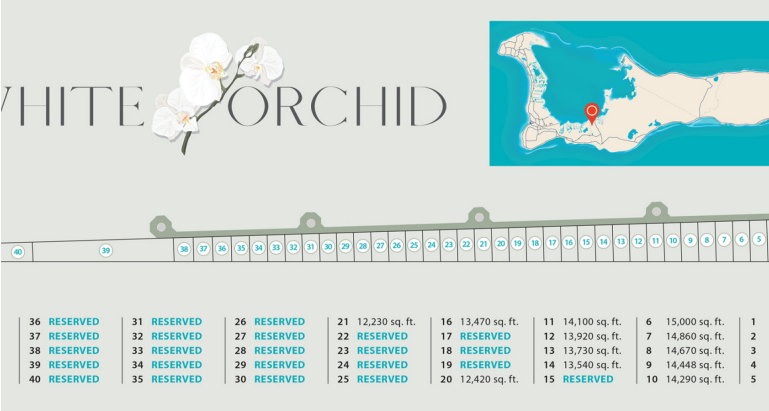 HITE ORCHID
40 39 38 37 36 35 34 33 32 31 30 29 28 27 26 25 24 23 22 21 20 19 18 17 16 15 14 13 12 11 10 9 8 7 6 5
36 RESERVED
37 RESERVED
38 RESERVED
39 RESERVED
40 RESERVED
31 RESERVED
32 RESERVED
33 RESERVED
34 RESERVED
35 RESERVED
26 RESERVED
27 RESERVED
28 RESERVED
29 RESERVED
30 RESERVED
21 12,230 sq. ft.
22 RESERVED
23 RESERVED
24 RESERVED
25 RESERVED
16 13,470 sq. ft.
17 RESERVED
18 RESERVED
19 RESERVED
20 12,420 sq. ft.
11 14,100 sq. ft.
12 13,920 sq. ft.
13 13,730 sq. ft.
14 13,540 sq. ft.
15 RESERVED
6 15,000 sq. ft.
7 14,860 sq. ft.
8 14,670 sq. ft.
9 14,448 sq. ft.
10 14,290 sq. ft.
1
2
3
4
5